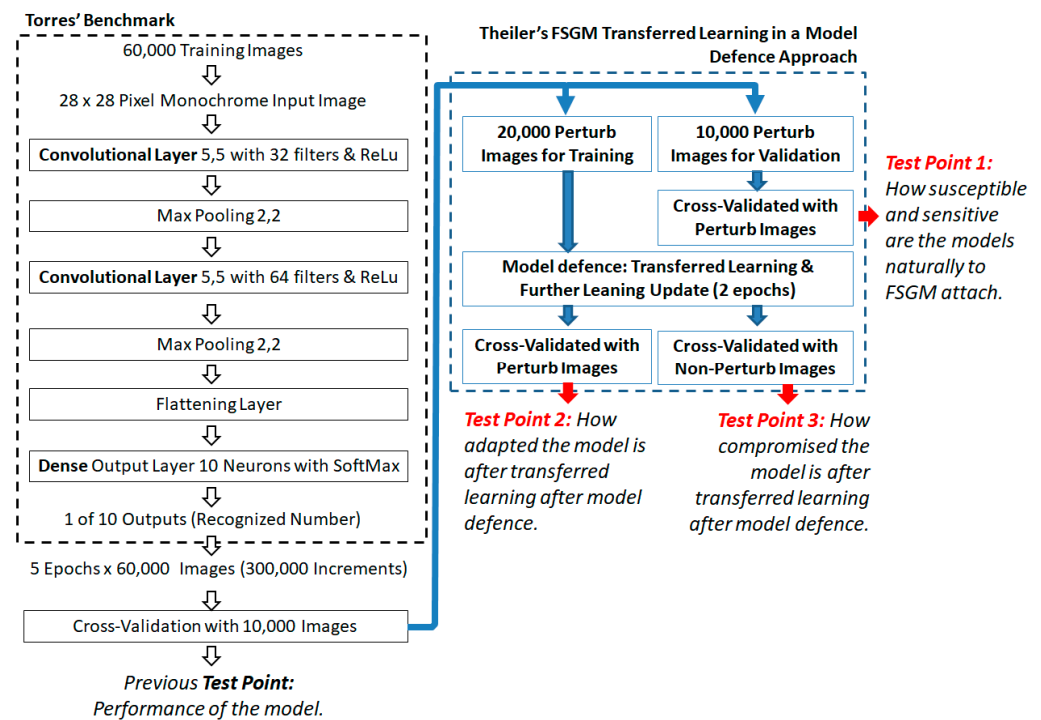 Torres' Benchmark
60,000 Training Images
28 x 28 Pixel Monochrome Input Image
Convolutional Layer 5,5 with 32 filters & ReLu
Max Pooling 2,2
Convolutional Layer 5,5 with 64 filters & ReLu
Max Pooling 2,2
Flattening Layer
Dense Output Layer 10 Neurons with SoftMax
1 of 10 Outputs (Recognized Number)
5 Epochs x 60,000 Images (300,000 Increments)
Cross-Validation with 10,000 Images
Previous Test Point:
Performance of the model.
Theiler's FSGM Transferred Learning in a Model
Defence Approach
20,000 Perturb
Images for Training
10,000 Perturb
Images for Validation
Cross-Validated with
Perturb Images
Test Point 1:
How susceptible
and sensitive
are the models
naturally to
FSGM attach.
Model defence: Transferred Learning &
Further Leaning Update (2 epochs)
Cross-Validated with
Perturb Images
Cross-Validated with
Non-Perturb Images
Test Point 2: How
adapted the model is
after transferred
learning after model
defence.
Test Point 3: How
compromised the
model is after
transferred learning
after model defence.